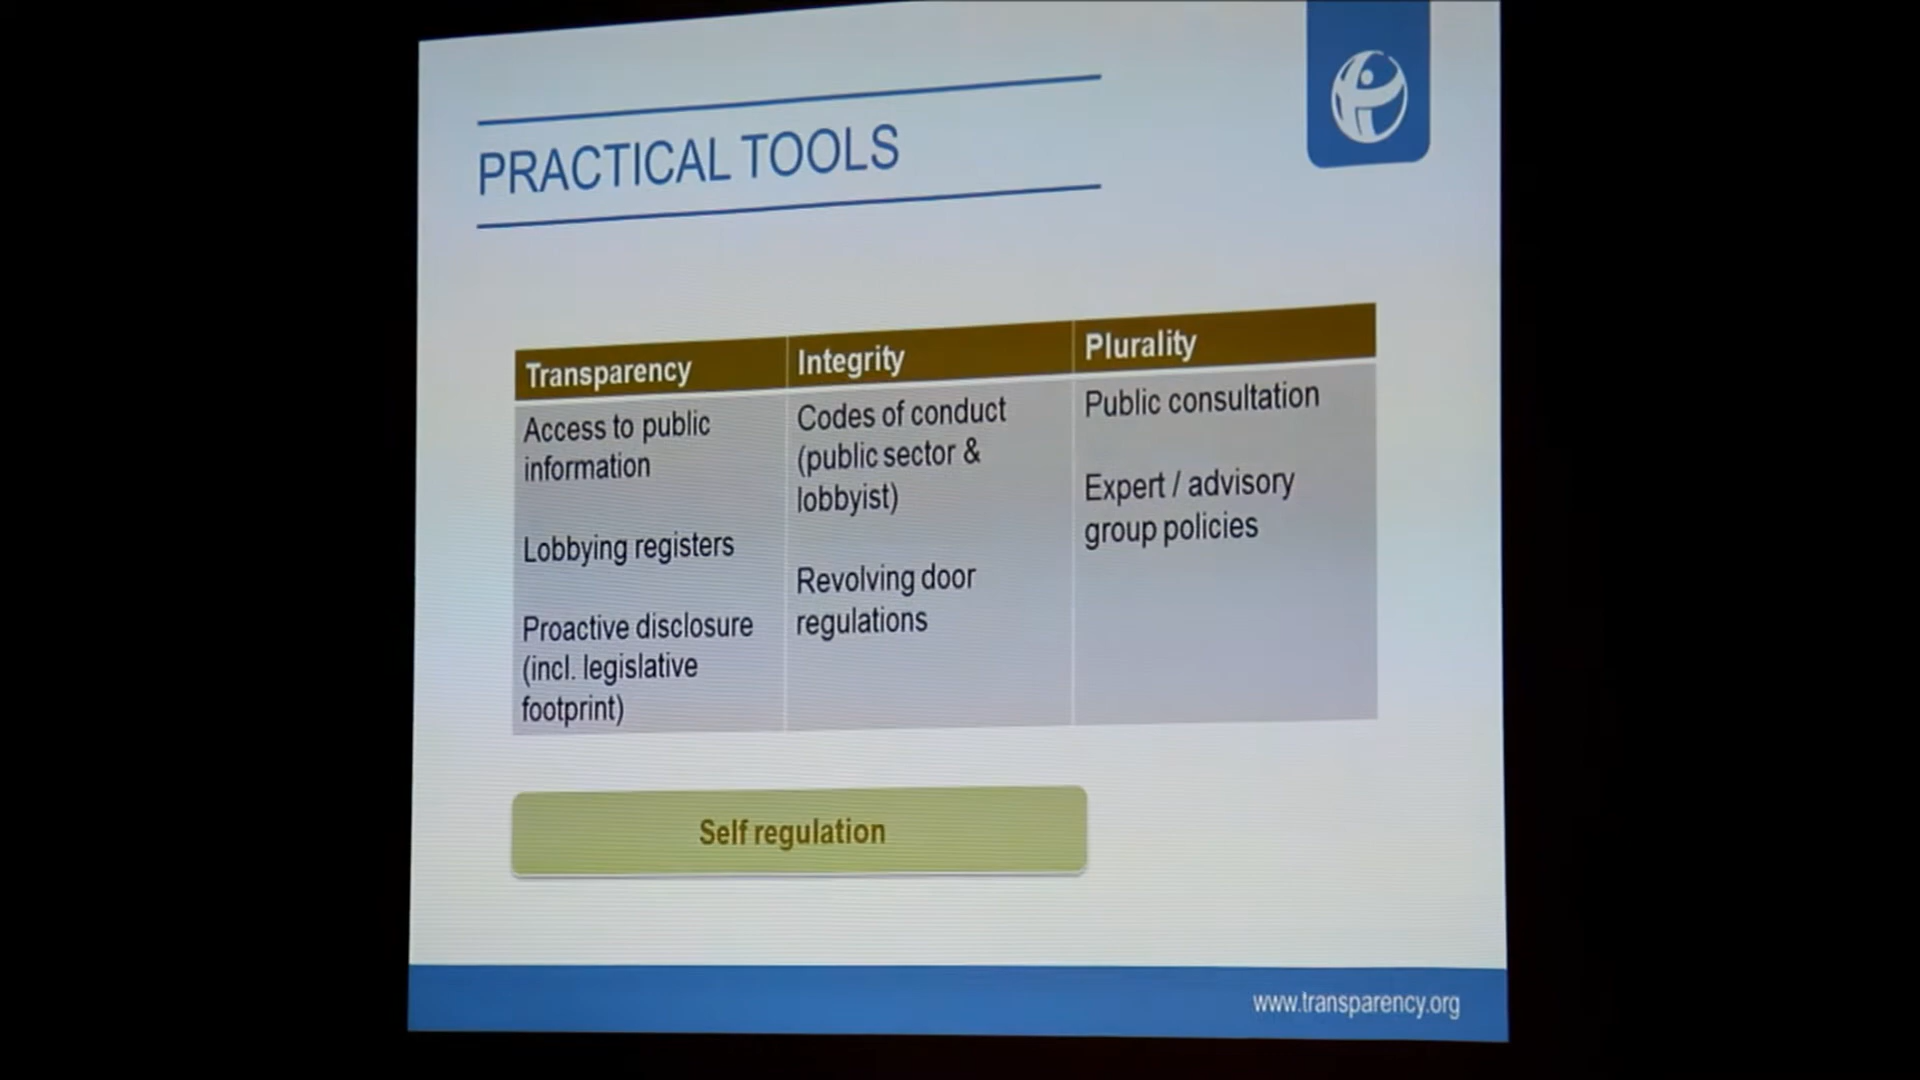 PRACTICAL TOOLS
Transparency
Access to public
information
Lobbying registers
Proactive disclosure
(incl. legislative
footprint)
Integrity
Codes of conduct
(public sector &
lobbyist)
Revolving door
regulations
Plurality
Public consultation
Expert / advisory
group policies
Self regulation
www.transparency.org